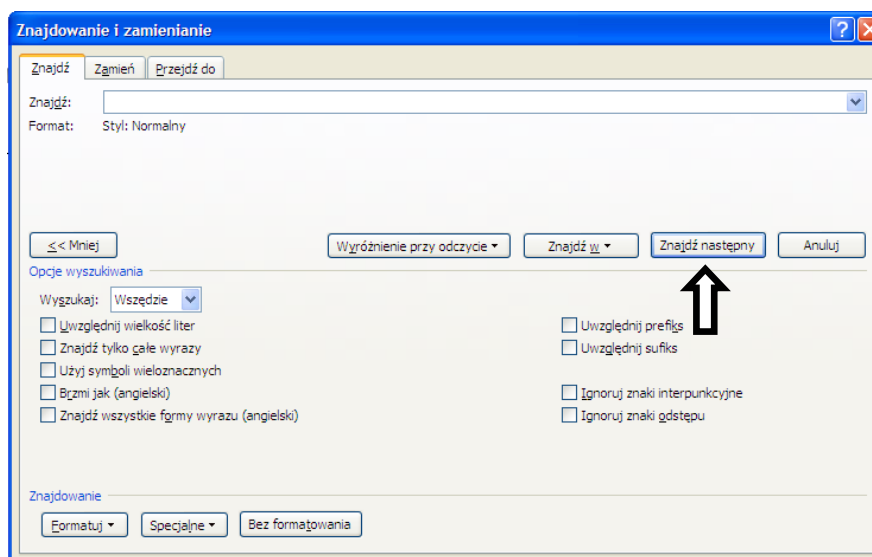 Znajdowanie i zamienianie
Znajdź Zamień Przejdź do
Znajdź:
Format: Styl: Normalny
<< Mniej Wyróżnienie przy odczycie Znajdź w Znajdź następny Anuluj
Opcje wyszukiwania
Wyszukaj: Wszędzie
Uwzględnij wielkość liter Uwzględnij prefiks
Znajdź tylko całe wyrazy Uwzględnij sufiks
Użyj symboli wieloznacznych
Brzmi jak (angielski) Ignoruj znaki interpunkcyjne
Znajdź wszystkie formy wyrazu (angielski) Ignoruj znaki odstępu
Znajdowanie
Formatuj Specjalne Bez formatowania